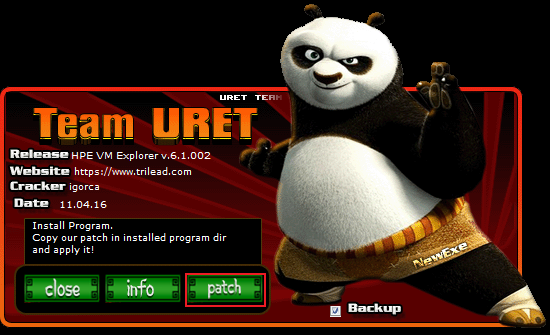 URET TEAM
Team URET
Release HPE VM Explorer v.6.1.002
Website https://www.trilead.com
Cracker igorca
Date 11.04.16
Install Program.
Copy our patch in installed program dir
and apply it!
NewExe
close info patch
Backup